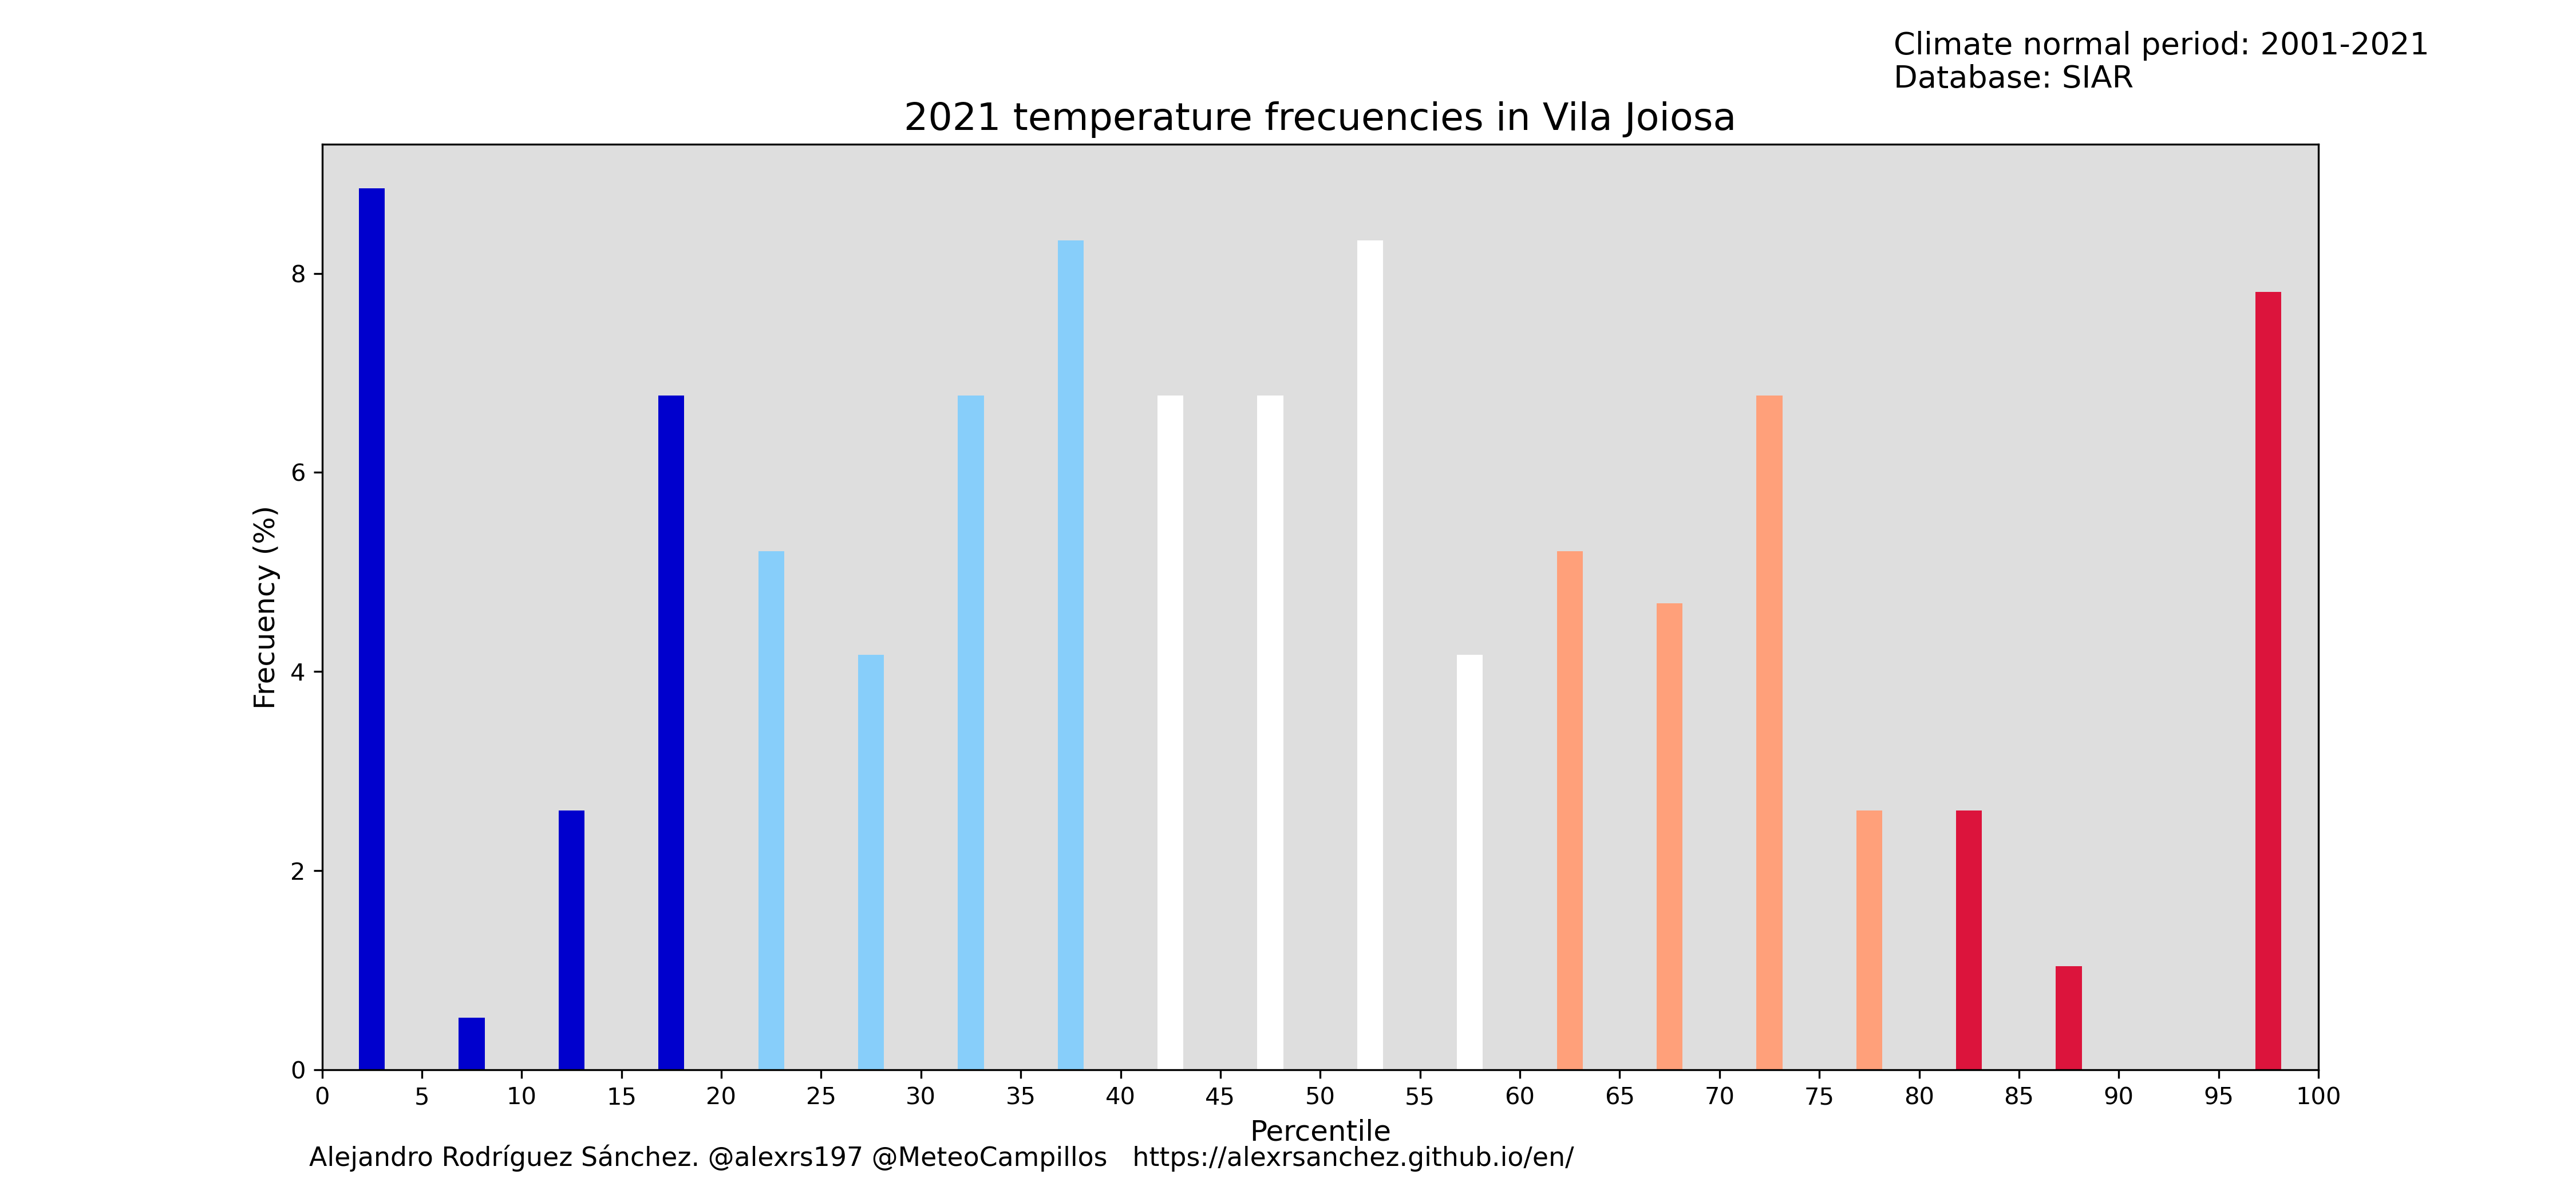 Climate normal period: 2001-2021
Database: SIAR
2021 temperature frecuencies in Vila Joiosa
Frecuency (%)
8
6
4
2
0
0 5 10 15 20 25 30 35 40 45 50 55 60 65 70 75 80 85 90 95 100
Percentile
Alejandro Rodríguez Sánchez. @alexrs197 @MeteoCampillos https://alexrsanchez.github.io/en/